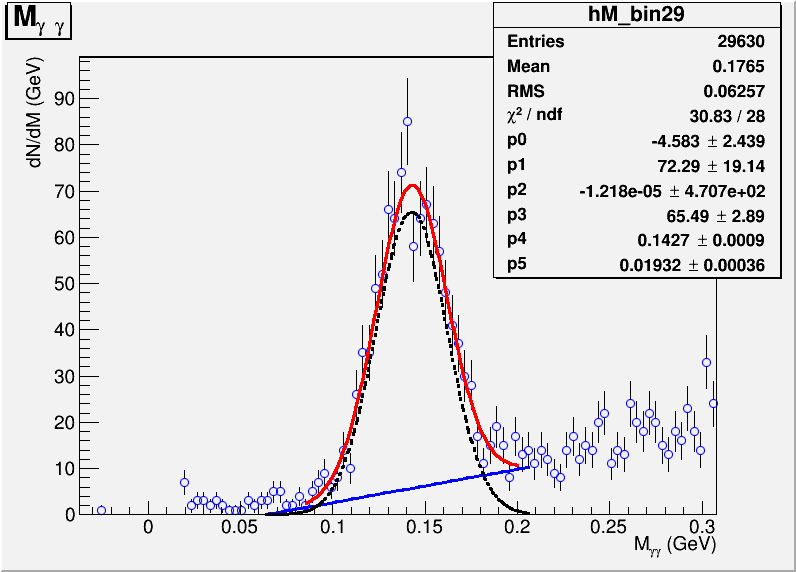 Mγ γ
hM_bin29
Entries 29630
Mean 0.1765
RMS 0.06257
χ² / ndf 30.83 / 28
p0 -4.583 ± 2.439
p1 72.29 ± 19.14
p2 -1.218e-05 ± 4.707e+02
p3 65.49 ± 2.89
p4 0.1427 ± 0.0009
p5 0.01932 ± 0.00036
dN/dM (GeV)
90
80
70
60
50
40
30
20
10
0
0 0.05 0.1 0.15 0.2 0.25 0.3
Mγγ (GeV)